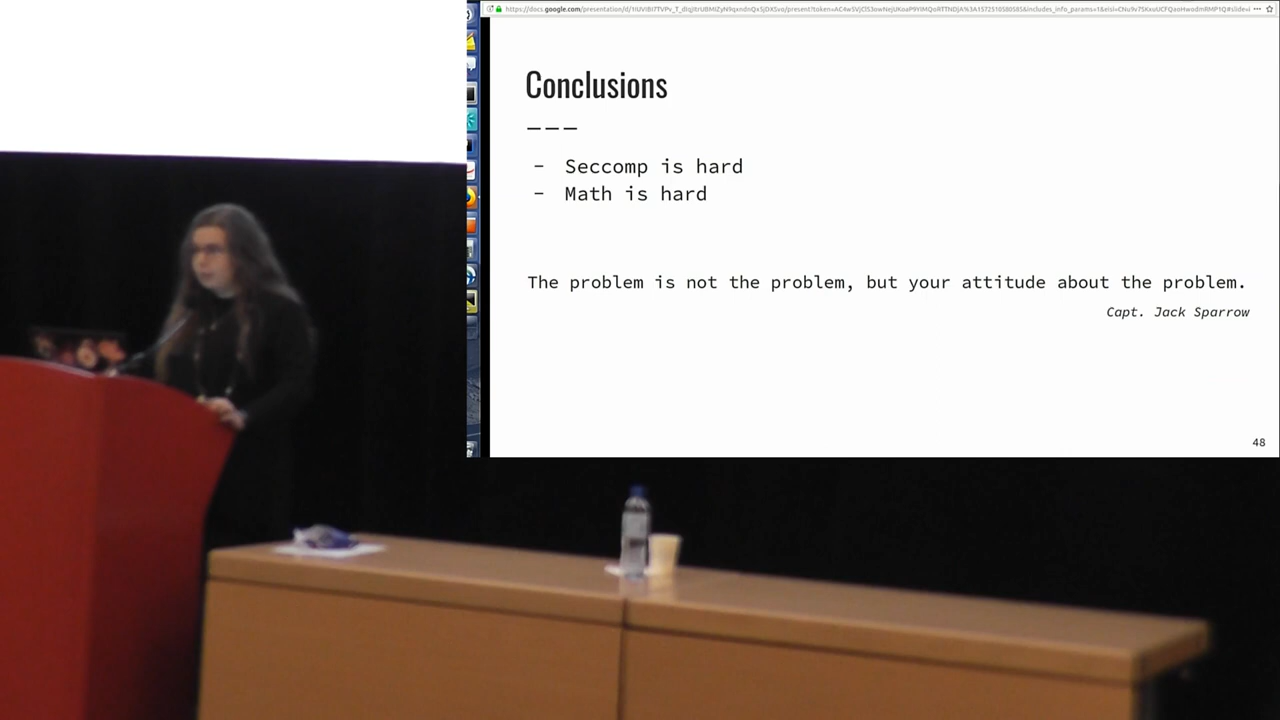 Conclusions
———
- Seccomp is hard
- Math is hard
The problem is not the problem, but your attitude about the problem.
Capt. Jack Sparrow
48